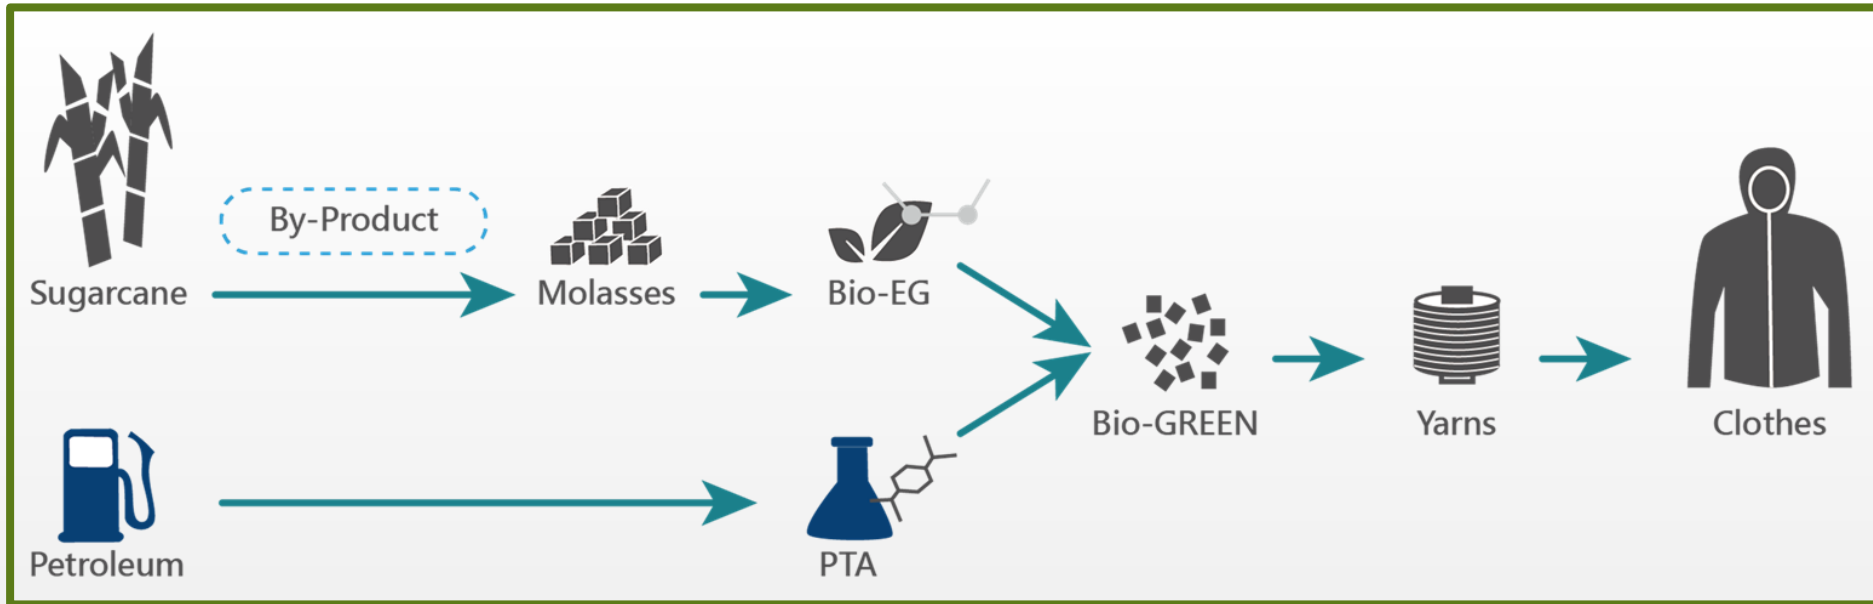 By-Product
Sugarcane
Molasses
Bio-EG
Bio-GREEN
Yarns
Clothes
Petroleum
PTA